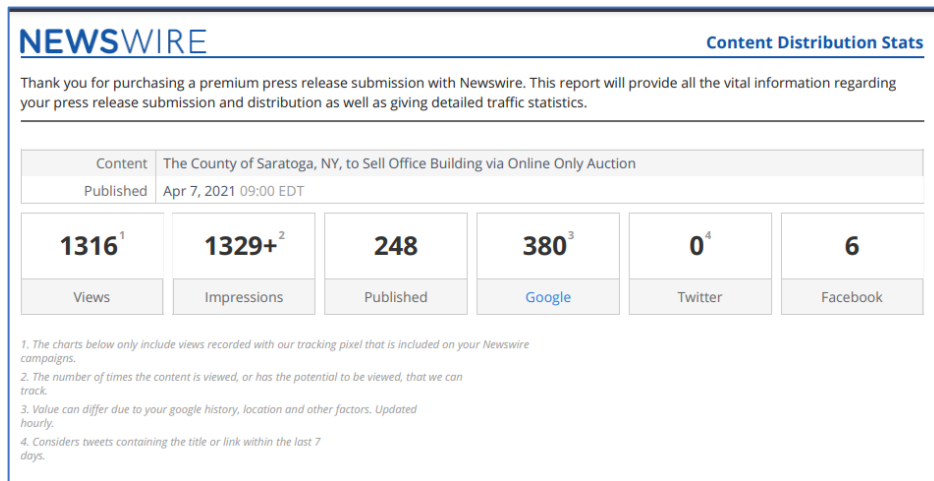 NEWSWIRE
Content Distribution Stats
Thank you for purchasing a premium press release submission with Newswire. This report will provide all the vital information regarding
your press release submission and distribution as well as giving detailed traffic statistics.
Content The County of Saratoga, NY, to Sell Office Building via Online Only Auction
Published Apr 7, 2021 09:00 EDT
1316¹ 1329+² 248 380³ 0⁴ 6
Views Impressions Published Google Twitter Facebook
1. The charts below only include views recorded with our tracking pixel that is included on your Newswire
campaigns.
2. The number of times the content is viewed, or has the potential to be viewed, that we can
track.
3. Value can differ due to your google history, location and other factors. Updated
hourly.
4. Considers tweets containing the title or link within the last 7
days.